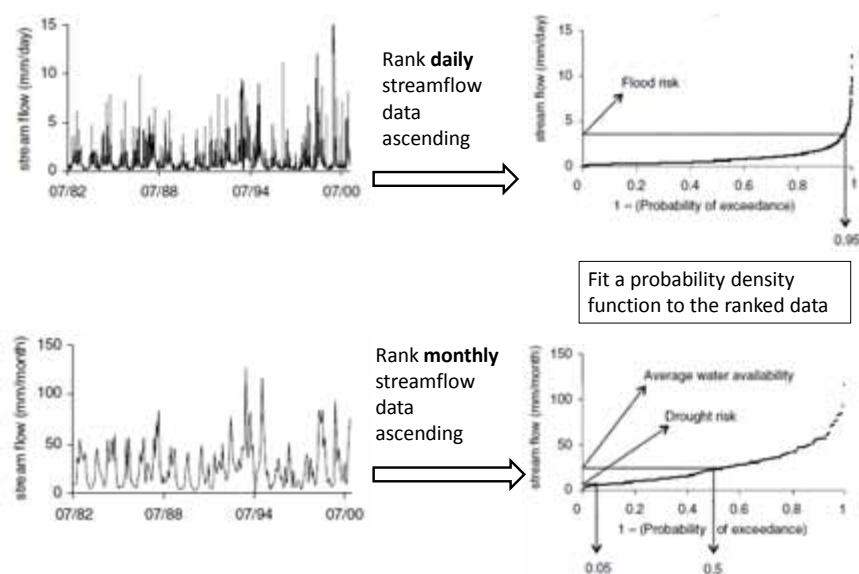 stream flow (mm/day)
15
10
5
0
07/82
07/88
07/94
07/00
Rank daily
streamflow
data
ascending
stream flow (mm/day)
15
10
5
0
Flood risk
0
0.2
0.4
0.6
0.8
1
1 – (Probability of exceedance)
0.95
Fit a probability density
function to the ranked data
stream flow (mm/month)
150
100
50
0
07/82
07/88
07/94
07/00
Rank monthly
streamflow
data
ascending
stream flow (mm/month)
150
100
50
0
Average water availability
Drought risk
0
0.2
0.4
0.6
0.8
1
1 – (Probability of exceedance)
0.05
0.5